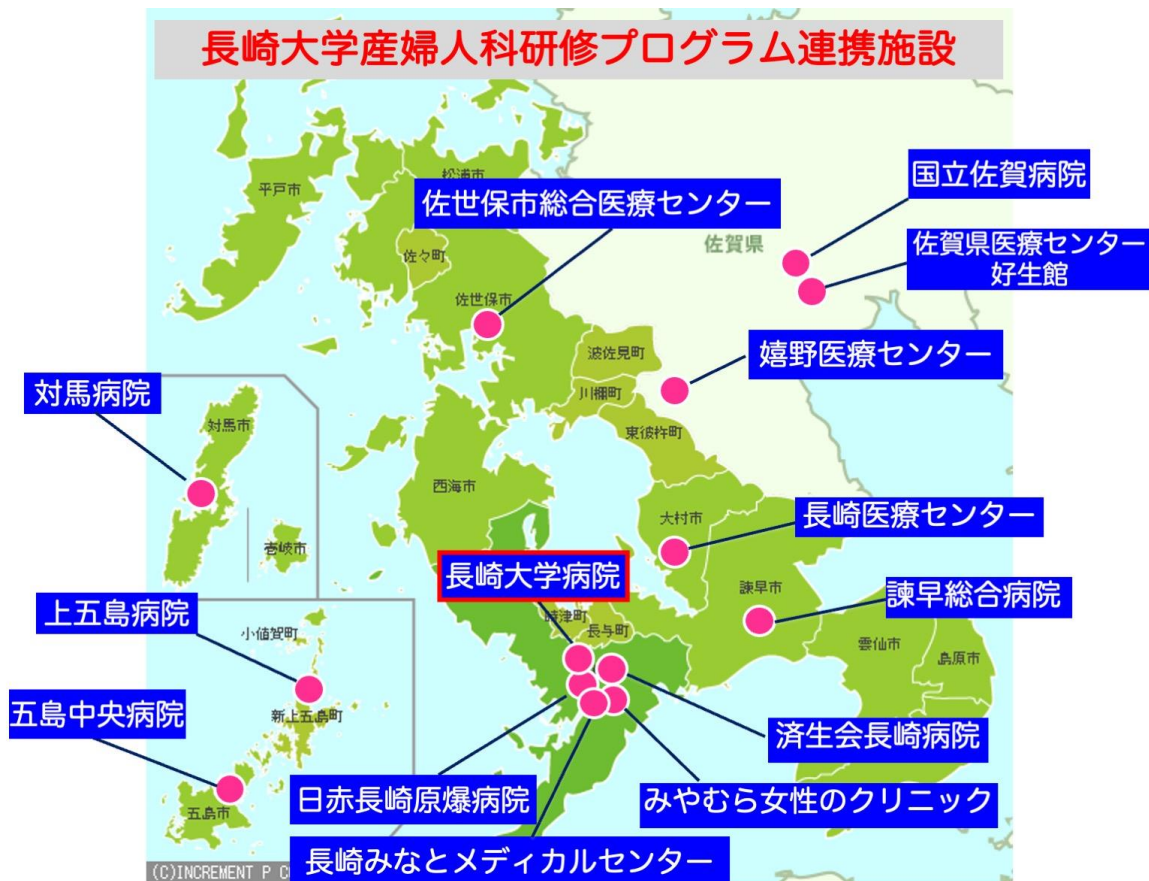 長崎大学産婦人科研修プログラム連携施設
国立佐賀病院
松浦市
平戸市
佐世保市総合医療センター
佐賀県
佐賀県医療センター
好生館
佐々町
佐世保市
波佐見町
嬉野医療センター
川棚町
対馬病院
対馬市
東彼杵町
西海市
大村市
長崎医療センター
壱岐市
長崎大学病院
諫早市
諫早総合病院
上五島病院
小値賀町
時津町
長与町
雲仙市
島原市
五島中央病院
新上五島町
済生会長崎病院
日赤長崎原爆病院
みやむら女性のクリニック
五島市
長崎みなとメディカルセンター
(C)INCREMENT P C